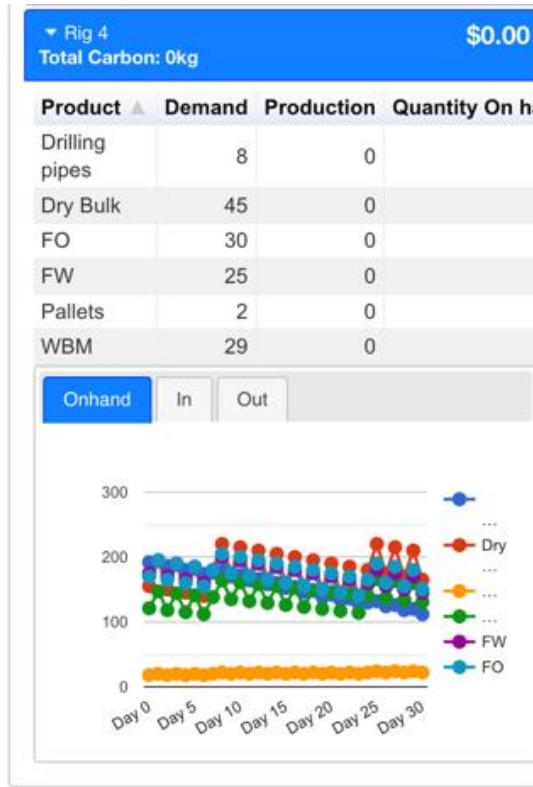 Rig 4 $0.00
Total Carbon: 0kg
Product Demand Production Quantity On ha
Drilling
pipes 8 0
Dry Bulk 45 0
FO 30 0
FW 25 0
Pallets 2 0
WBM 29 0
Onhand In Out
300
200
100
0
Day 0 Day 5 Day 10 Day 15 Day 20 Day 25 Day 30
...
Dry
...
...
...
FW
FO